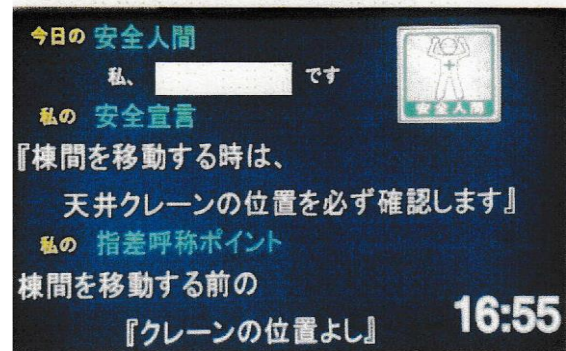 今日の 安全人間
私、 です
安全人間
私の 安全宣言
『棟間を移動する時は、
天井クレーンの位置を必ず確認します』
私の 指差呼称ポイント
棟間を移動する前の
『クレーンの位置よし』
16:55